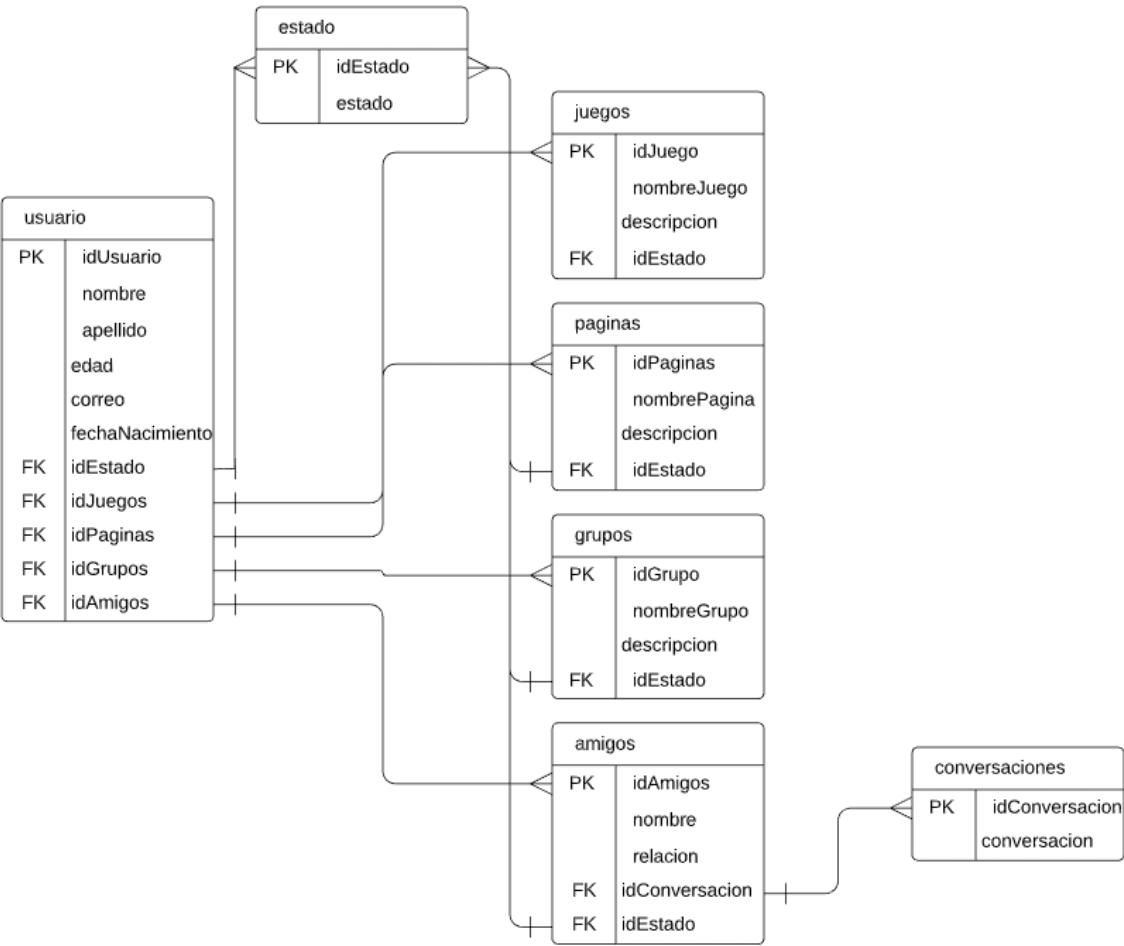 estado
PK idEstado
estado
juegos
PK idJuego
nombreJuego
descripcion
FK idEstado
usuario
PK idUsuario
nombre
apellido
edad
correo
fechaNacimiento
FK idEstado
FK idJuegos
FK idPaginas
FK idGrupos
FK idAmigos
paginas
PK idPaginas
nombrePagina
descripcion
FK idEstado
grupos
PK idGrupo
nombreGrupo
descripcion
FK idEstado
amigos
PK idAmigos
nombre
relacion
FK idConversacion
FK idEstado
conversaciones
PK idConversacion
conversacion